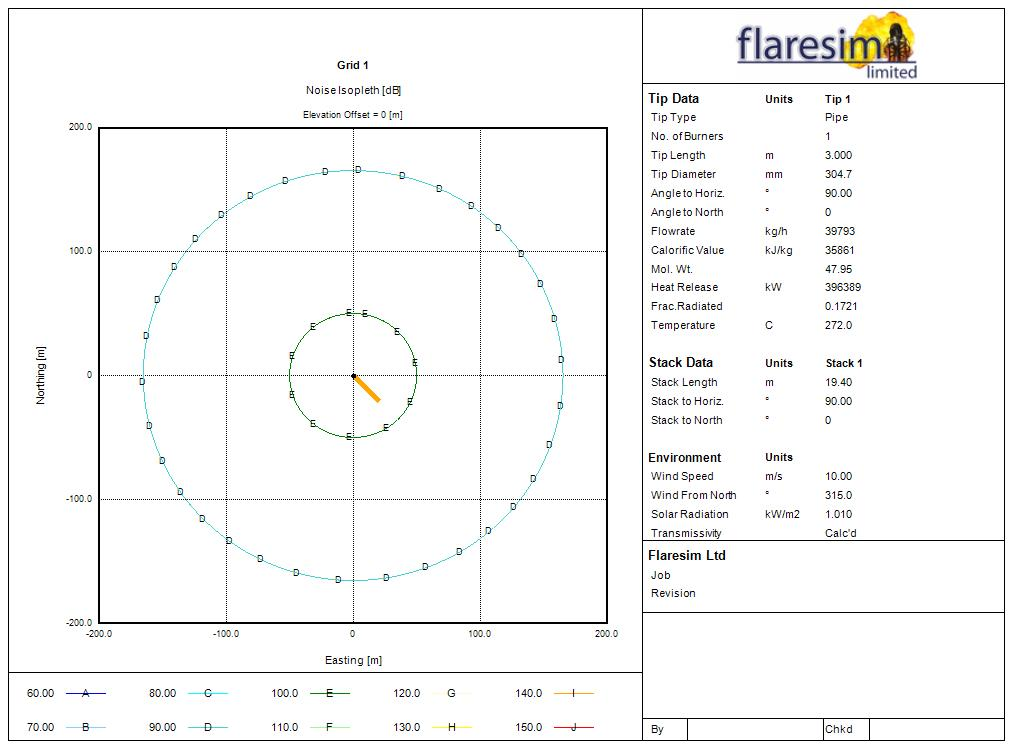 Grid 1
Noise Isopleth [dB]
Elevation Offset = 0 [m]
200.0
100.0
0
-100.0
-200.0
Northing [m]
-200.0 -100.0 0 100.0 200.0
Easting [m]
D D D D D D D D D D D D D D D D D D D D D D D D D D D D D D D D D D D D
E E E E E E E E E E E E
60.00 A 80.00 C 100.0 E 120.0 G 140.0 I
70.00 B 90.00 D 110.0 F 130.0 H 150.0 J
flaresim
limited
Tip Data Units Tip 1
Tip Type Pipe
No. of Burners 1
Tip Length m 3.000
Tip Diameter mm 304.7
Angle to Horiz. ° 90.00
Angle to North ° 0
Flowrate kg/h 39793
Calorific Value kJ/kg 35861
Mol. Wt. 47.95
Heat Release kW 396389
Frac.Radiated 0.1721
Temperature C 272.0
Stack Data Units Stack 1
Stack Length m 19.40
Stack to Horiz. ° 90.00
Stack to North ° 0
Environment Units
Wind Speed m/s 10.00
Wind From North ° 315.0
Solar Radiation kW/m2 1.010
Transmissivity Calc'd
Flaresim Ltd
Job
Revision
By Chkd